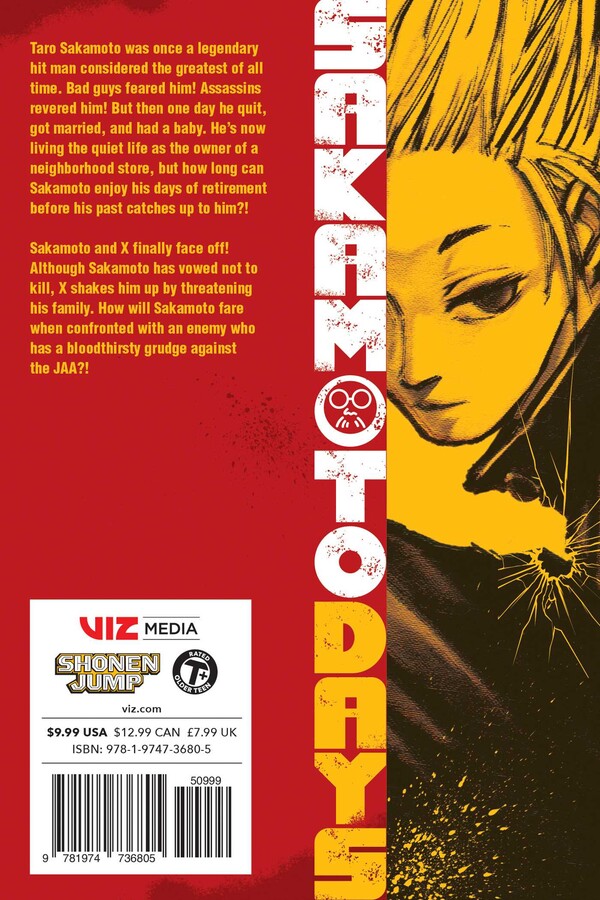 Taro Sakamoto was once a legendary
hit man considered the greatest of all
time. Bad guys feared him! Assassins
revered him! But then one day he quit,
got married, and had a baby. He's now
living the quiet life as the owner of a
neighborhood store, but how long can
Sakamoto enjoy his days of retirement
before his past catches up to him?!
Sakamoto and X finally face off!
Although Sakamoto has vowed not to
kill, X shakes him up by threatening
his family. How will Sakamoto fare
when confronted with an enemy who
has a bloodthirsty grudge against
the JAA?!
VIZ MEDIA
SHONEN
JUMP
RATED
T+
OLDER TEEN
viz.com
$9.99 USA $12.99 CAN £7.99 UK
ISBN: 978-1-9747-3680-5
50999
9 781974 736805
SAKAMOTO DAYS